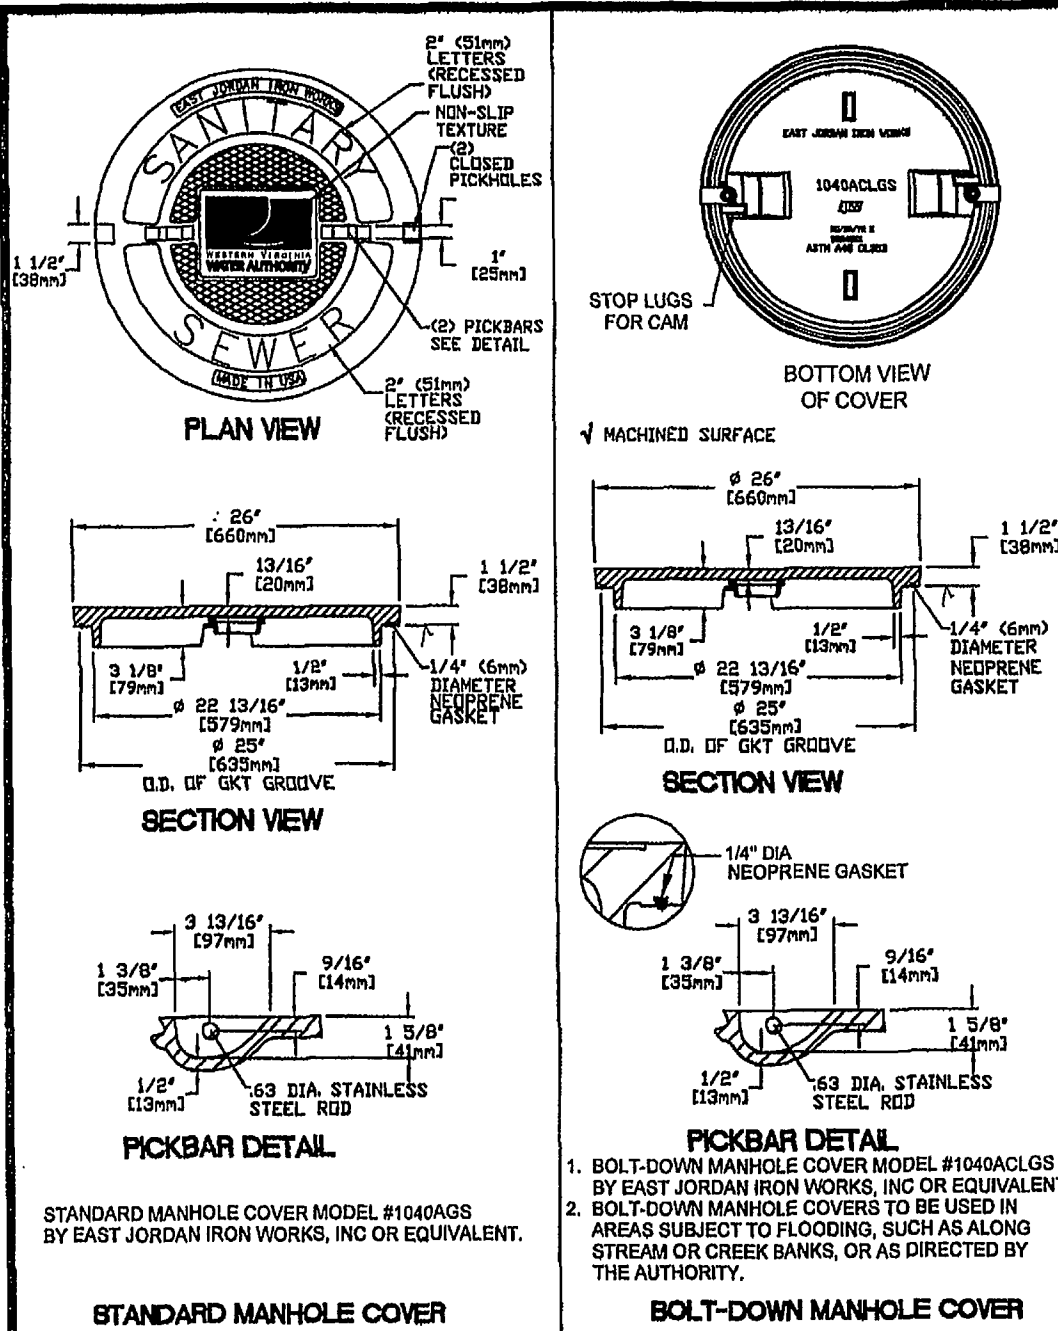 2" (51mm)
LETTERS
(RECESSED
FLUSH)
NON-SLIP
TEXTURE
(2)
CLOSED
PICKHOLES
EAST JORDAN IRON WORKS
SANITARY
WESTERN VIRGINIA
WATER AUTHORITY
SEWER
MADE IN USA
1 1/2"
[38mm]
1"
[25mm]
(2) PICKBARS
SEE DETAIL
2" (51mm)
LETTERS
(RECESSED
FLUSH)
PLAN VIEW
26"
[660mm]
13/16"
[20mm]
1 1/2"
[38mm]
3 1/8"
[79mm]
1/2"
[13mm]
1/4" (6mm)
DIAMETER
NEOPRENE
GASKET
ø 22 13/16"
[579mm]
ø 25"
[635mm]
O.D. OF GKT GROOVE
SECTION VIEW
3 13/16"
[97mm]
1 3/8"
[35mm]
9/16"
[14mm]
1 5/8"
[41mm]
1/2"
[13mm]
.63 DIA. STAINLESS
STEEL ROD
PICKBAR DETAIL
STANDARD MANHOLE COVER MODEL #1040AGS
BY EAST JORDAN IRON WORKS, INC OR EQUIVALENT.
STANDARD MANHOLE COVER
EAST JORDAN IRON WORKS
1040ACLGS
STOP LUGS
FOR CAM
BOTTOM VIEW
OF COVER
√ MACHINED SURFACE
ø 26"
[660mm]
13/16"
[20mm]
1 1/2"
[38mm]
3 1/8"
[79mm]
1/2"
[13mm]
1/4" (6mm)
DIAMETER
NEOPRENE
GASKET
ø 22 13/16"
[579mm]
ø 25"
[635mm]
O.D. OF GKT GROOVE
SECTION VIEW
1/4" DIA
NEOPRENE GASKET
3 13/16"
[97mm]
1 3/8"
[35mm]
9/16"
[14mm]
1 5/8"
[41mm]
1/2"
[13mm]
.63 DIA. STAINLESS
STEEL ROD
PICKBAR DETAIL
1. BOLT-DOWN MANHOLE COVER MODEL #1040ACLGS
BY EAST JORDAN IRON WORKS, INC OR EQUIVALENT
2. BOLT-DOWN MANHOLE COVERS TO BE USED IN
AREAS SUBJECT TO FLOODING, SUCH AS ALONG
STREAM OR CREEK BANKS, OR AS DIRECTED BY
THE AUTHORITY.
BOLT-DOWN MANHOLE COVER